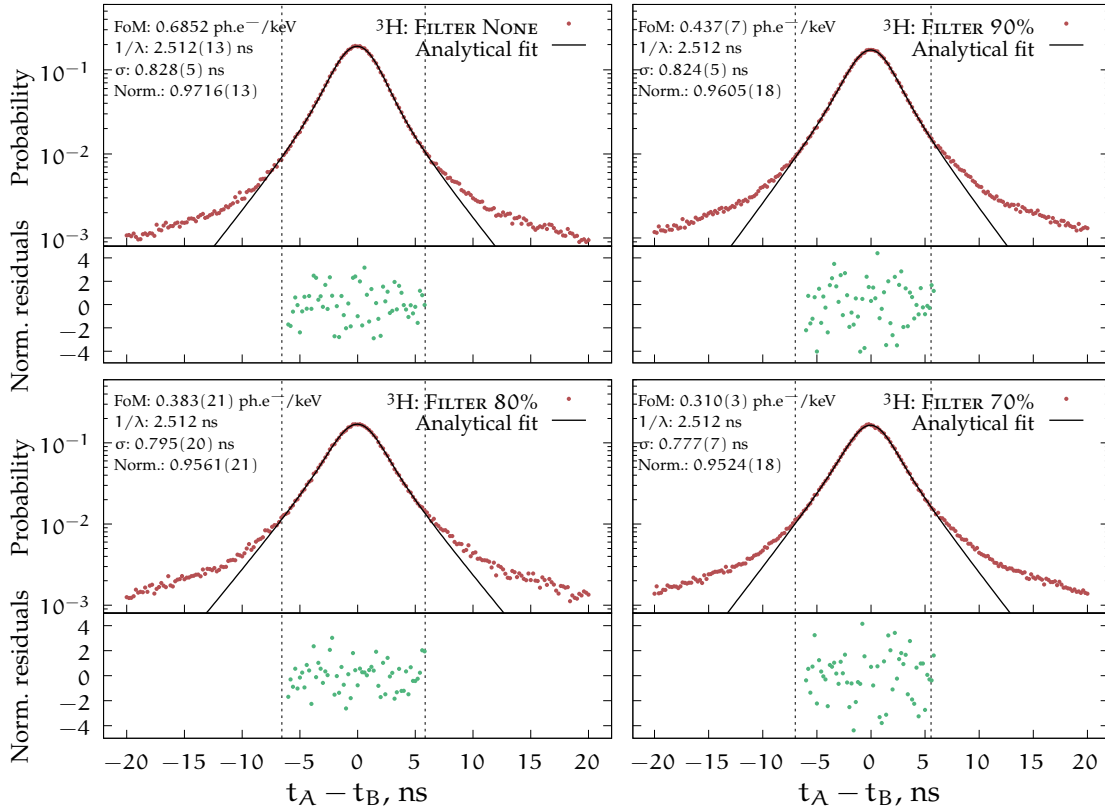 FoM: 0.6852 ph.e⁻/keV
1/λ: 2.512(13) ns
σ: 0.828(5) ns
Norm.: 0.9716(13)
³H: FILTER NONE
Analytical fit
Probability
10⁻¹
10⁻²
10⁻³
Norm. residuals
4
2
0
−2
−4
FoM: 0.437(7) ph.e⁻/keV
1/λ: 2.512 ns
σ: 0.824(5) ns
Norm.: 0.9605(18)
³H: FILTER 90%
Analytical fit
FoM: 0.383(21) ph.e⁻/keV
1/λ: 2.512 ns
σ: 0.795(20) ns
Norm.: 0.9561(21)
³H: FILTER 80%
Analytical fit
Probability
10⁻¹
10⁻²
10⁻³
Norm. residuals
4
2
0
−2
−4
−20 −15 −10 −5 0 5 10 15 20
t_A − t_B, ns
FoM: 0.310(3) ph.e⁻/keV
1/λ: 2.512 ns
σ: 0.777(7) ns
Norm.: 0.9524(18)
³H: FILTER 70%
Analytical fit
−20 −15 −10 −5 0 5 10 15 20
t_A − t_B, ns